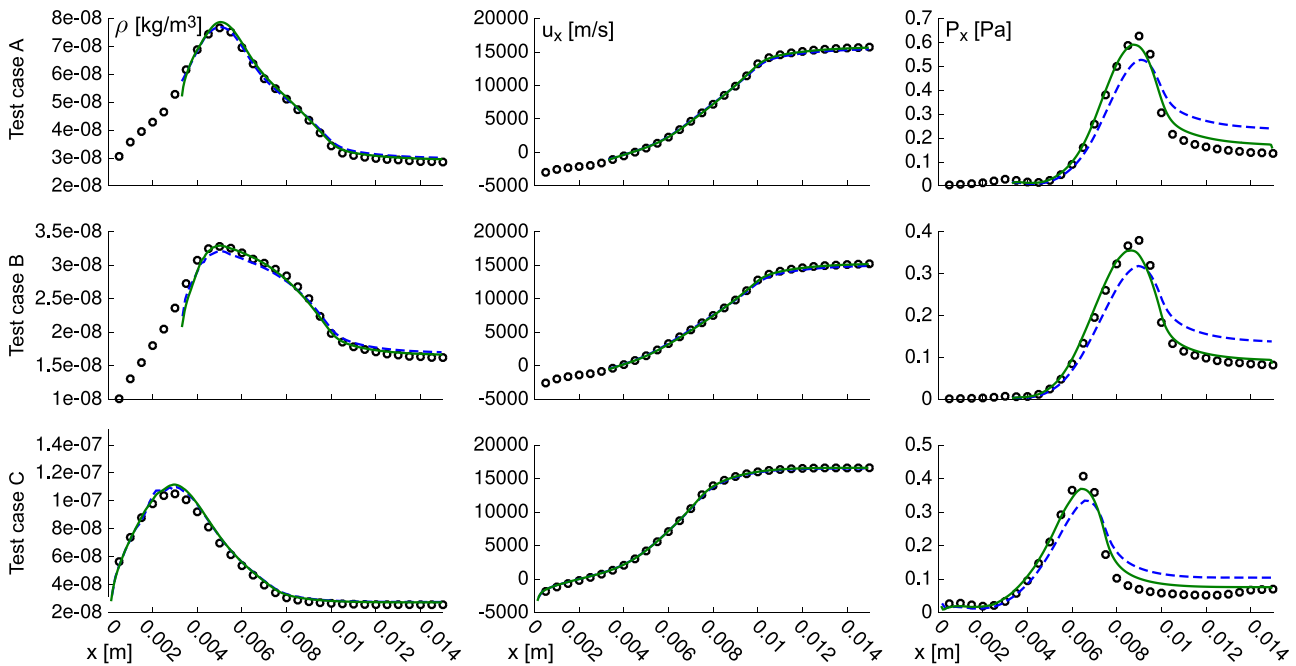 Test case A
ρ [kg/m³]
8e-08
7e-08
6e-08
5e-08
4e-08
3e-08
2e-08
u_x [m/s]
20000
15000
10000
5000
0
-5000
P_x [Pa]
0.7
0.6
0.5
0.4
0.3
0.2
0.1
0
Test case B
3.5e-08
3e-08
2.5e-08
2e-08
1.5e-08
1e-08
20000
15000
10000
5000
0
-5000
0.4
0.3
0.2
0.1
0
Test case C
1.4e-07
1.2e-07
1e-07
8e-08
6e-08
4e-08
2e-08
20000
15000
10000
5000
0
-5000
0.5
0.4
0.3
0.2
0.1
0
x [m] 0 0.002 0.004 0.006 0.008 0.01 0.012 0.014
x [m] 0 0.002 0.004 0.006 0.008 0.01 0.012 0.014
x [m] 0 0.002 0.004 0.006 0.008 0.01 0.012 0.014